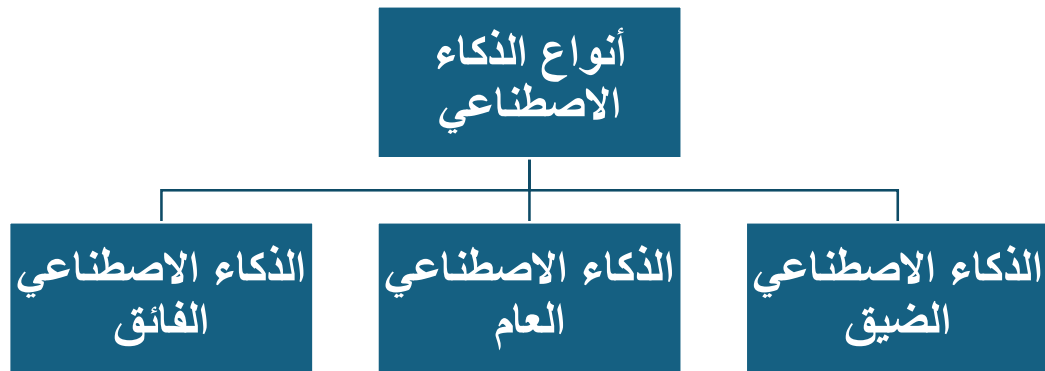 أنواع الذكاء
الاصطناعي
الذكاء الاصطناعي
الضيق
الذكاء الاصطناعي
العام
الذكاء الاصطناعي
الفائق